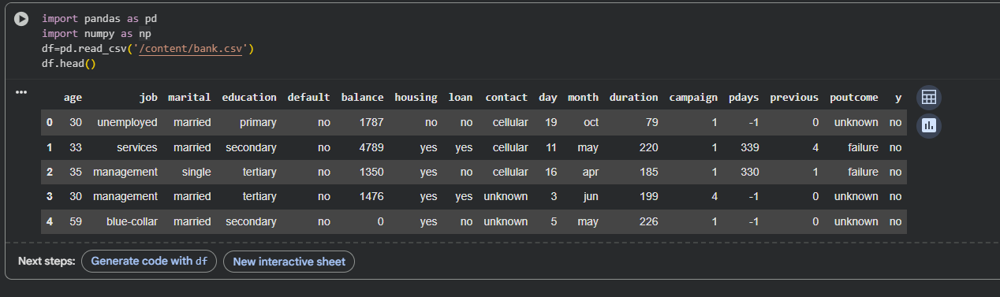 import pandas as pd
import numpy as np
df=pd.read_csv('/content/bank.csv')
df.head()
age job marital education default balance housing loan contact day month duration campaign pdays previous poutcome y
0 30 unemployed married primary no 1787 no no cellular 19 oct 79 1 -1 0 unknown no
1 33 services married secondary no 4789 yes yes cellular 11 may 220 1 339 4 failure no
2 35 management single tertiary no 1350 yes no cellular 16 apr 185 1 330 1 failure no
3 30 management married tertiary no 1476 yes yes unknown 3 jun 199 4 -1 0 unknown no
4 59 blue-collar married secondary no 0 yes no unknown 5 may 226 1 -1 0 unknown no
Next steps: Generate code with df New interactive sheet